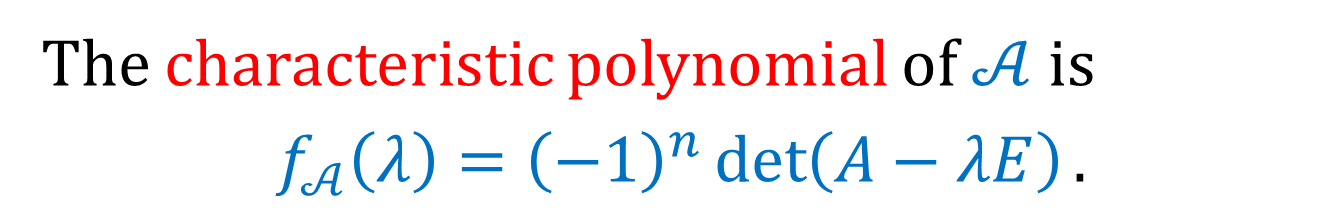 The characteristic polynomial of 𝒜 is
f_𝒜(λ) = (−1)ⁿ det(A − λE).